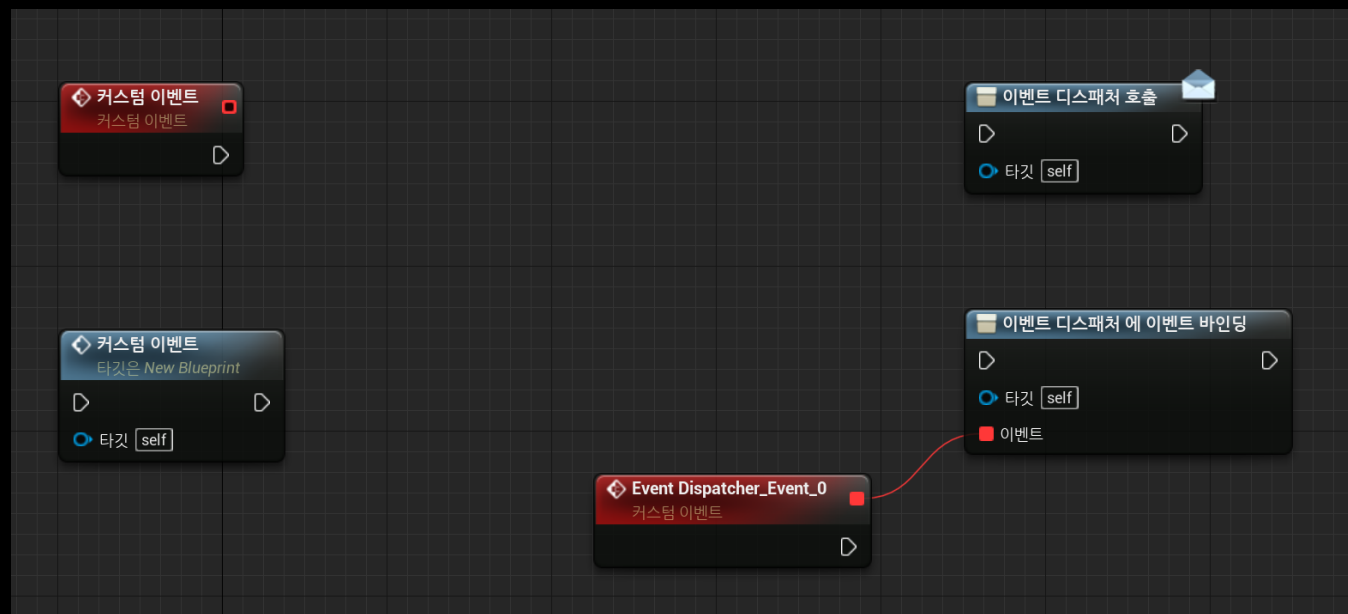 커스텀 이벤트
커스텀 이벤트
이벤트 디스패처 호출
타깃 self
커스텀 이벤트
타깃은 New Blueprint
타깃 self
이벤트 디스패처 에 이벤트 바인딩
타깃 self
이벤트
Event Dispatcher_Event_0
커스텀 이벤트